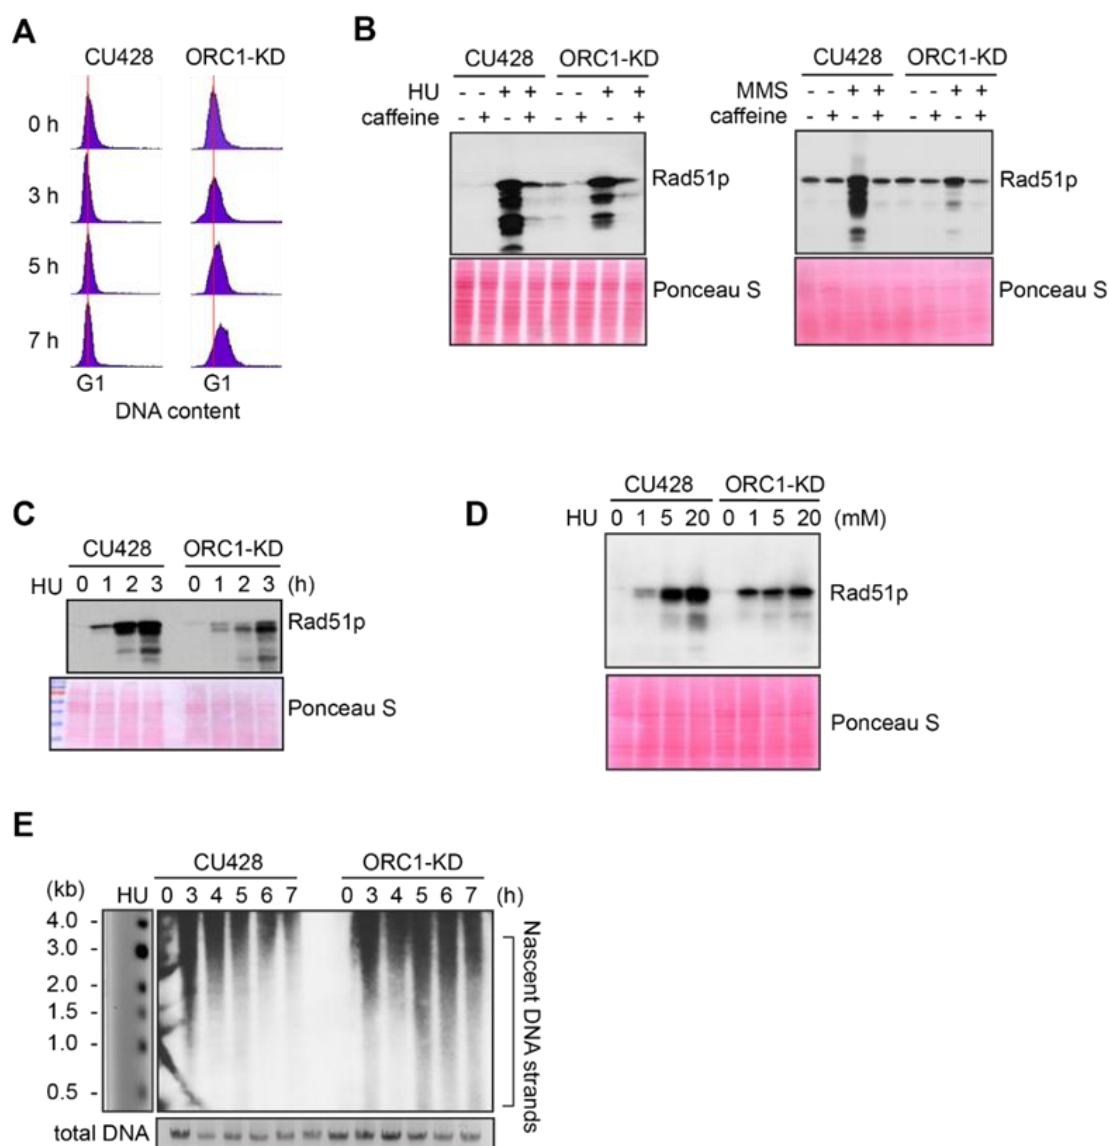 A
CU428 ORC1-KD
0 h
3 h
5 h
7 h
G1 G1
DNA content
B
CU428 ORC1-KD
HU - - + + - - + +
caffeine - + - + - + - +
Rad51p
Ponceau S
CU428 ORC1-KD
MMS - - + + - - + +
caffeine - + - + - + - +
Rad51p
Ponceau S
C
CU428 ORC1-KD
HU 0 1 2 3 0 1 2 3 (h)
Rad51p
Ponceau S
D
CU428 ORC1-KD
HU 0 1 5 20 0 1 5 20 (mM)
Rad51p
Ponceau S
E
CU428 ORC1-KD
(kb) HU 0 3 4 5 6 7 0 3 4 5 6 7 (h)
4.0 -
3.0 -
2.0 -
1.5 -
1.0 -
0.5 -
Nascent DNA strands
total DNA